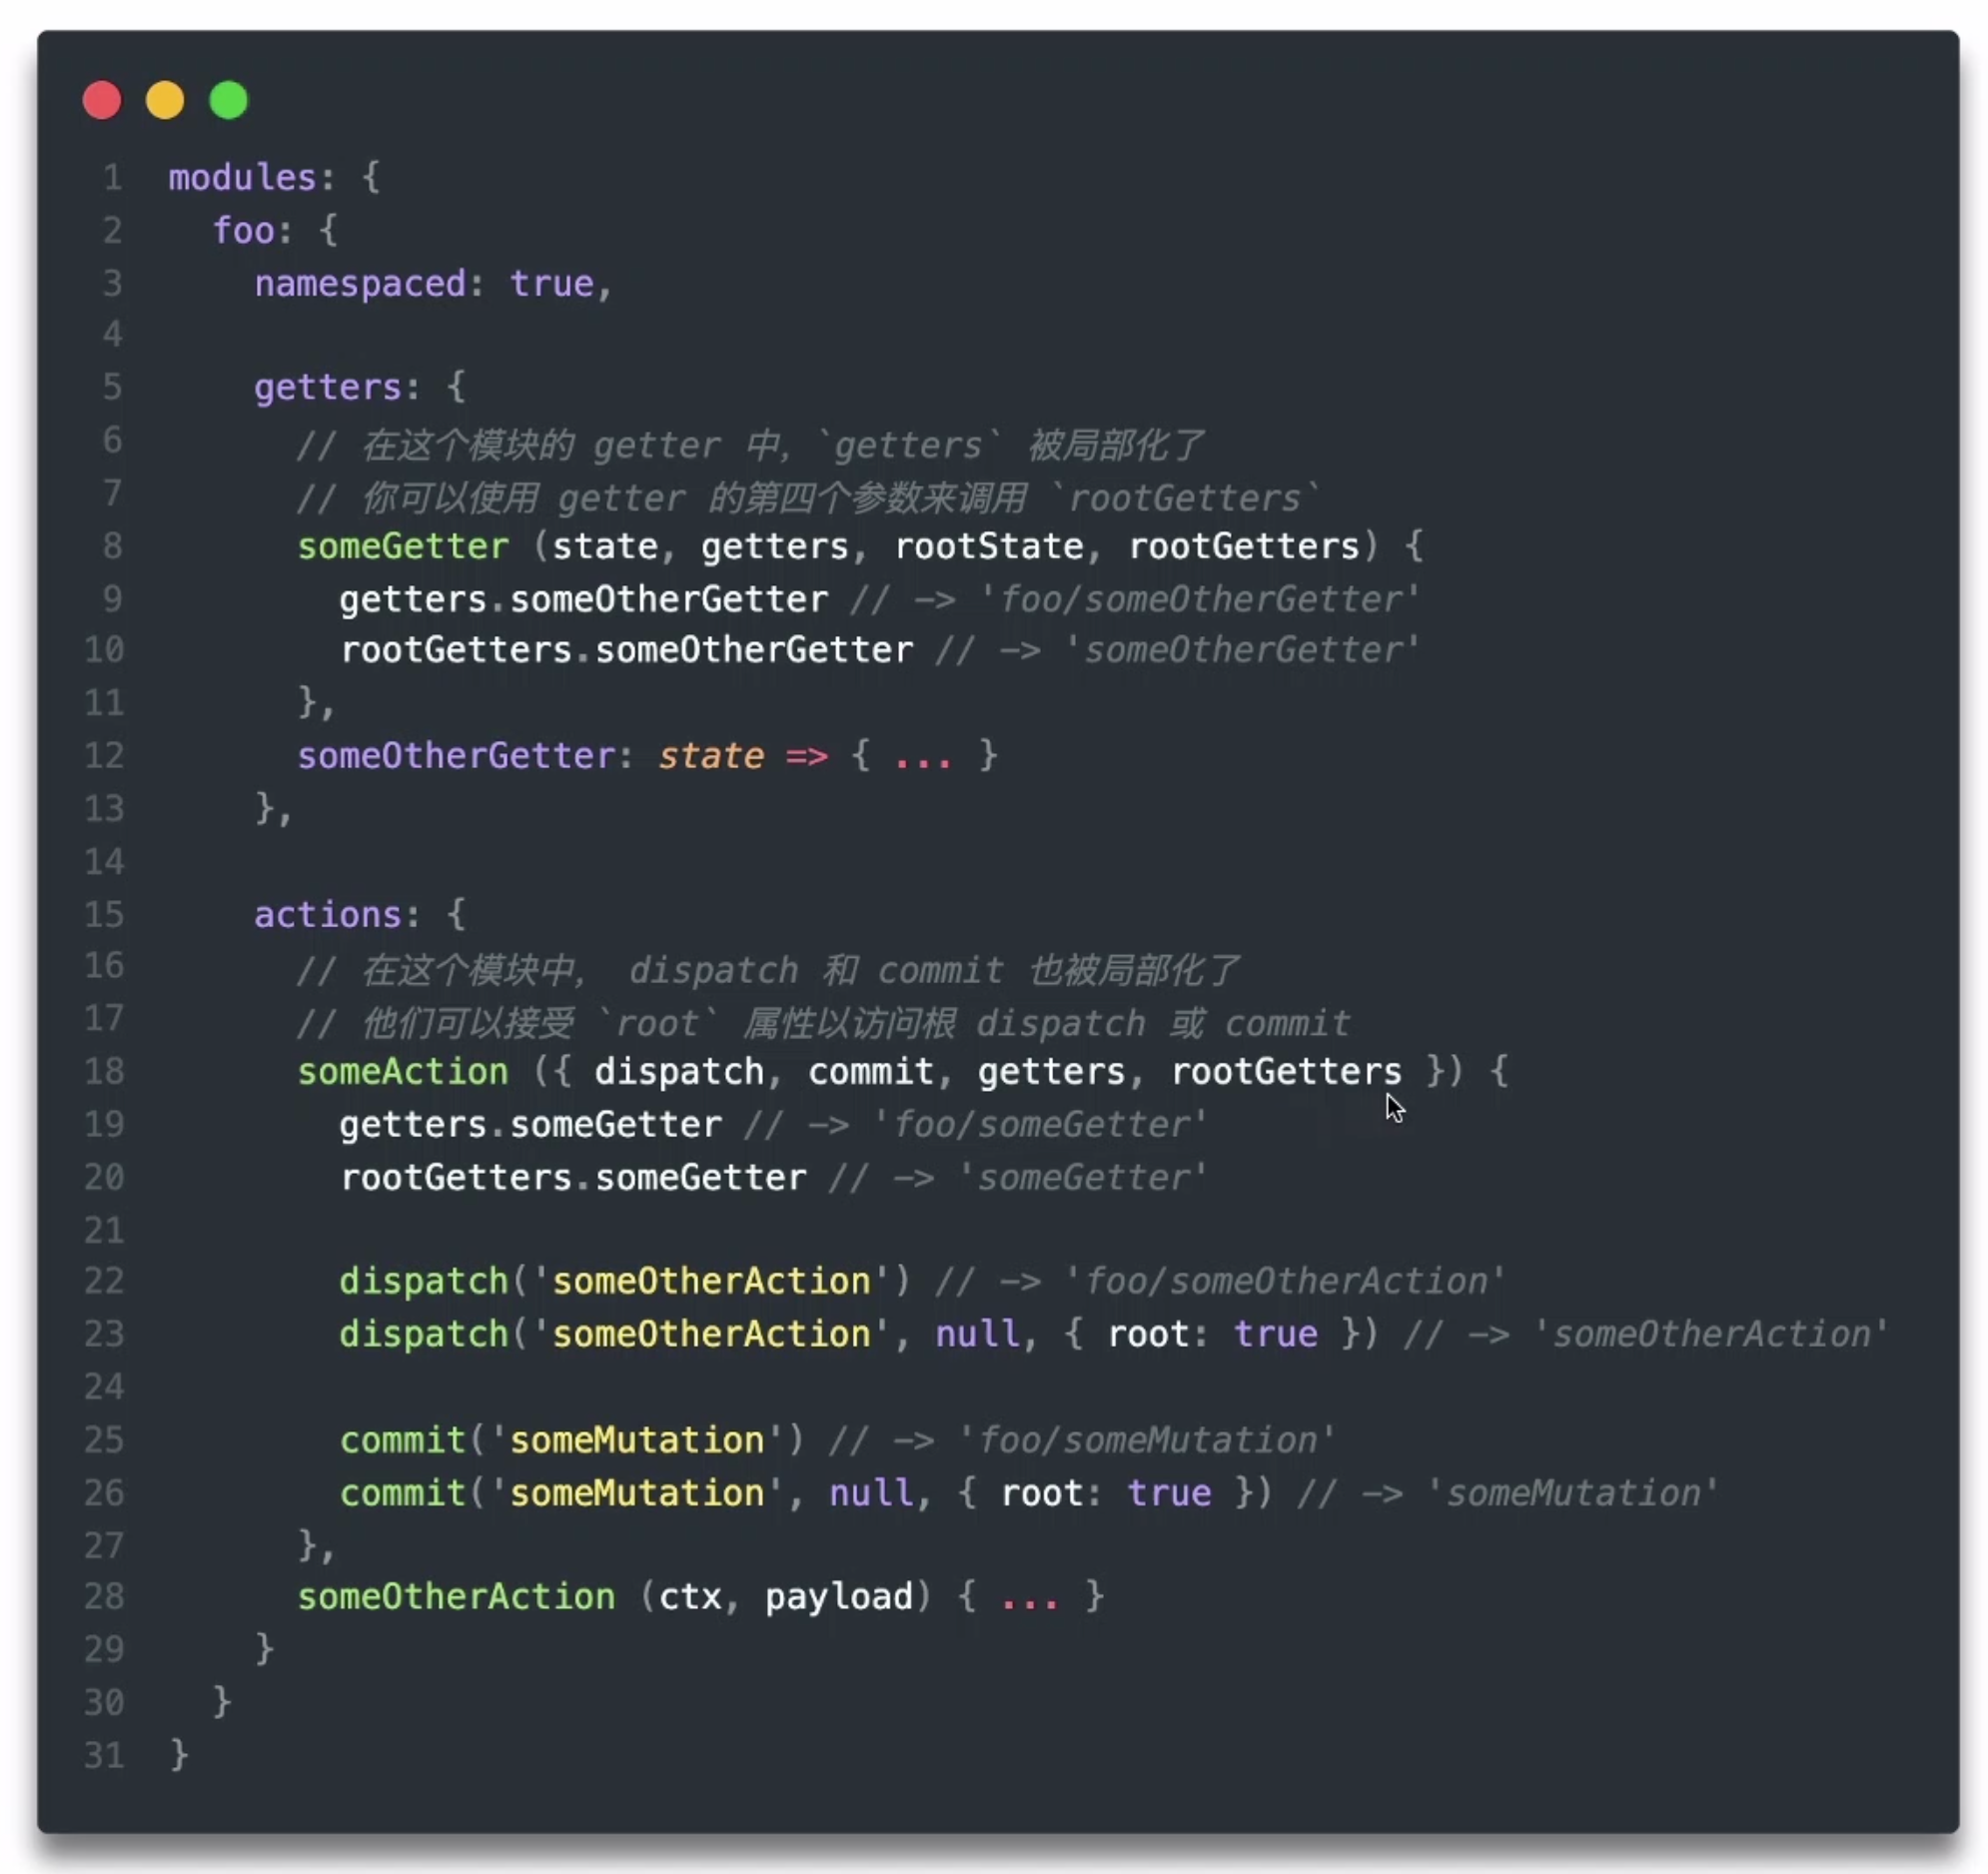 1 modules: {
2 foo: {
3 namespaced: true,
4
5 getters: {
6 // 在这个模块的 getter 中，`getters` 被局部化了
7 // 你可以使用 getter 的第四个参数来调用 `rootGetters`
8 someGetter (state, getters, rootState, rootGetters) {
9 getters.someOtherGetter // -> 'foo/someOtherGetter'
10 rootGetters.someOtherGetter // -> 'someOtherGetter'
11 },
12 someOtherGetter: state => { ... }
13 },
14
15 actions: {
16 // 在这个模块中， dispatch 和 commit 也被局部化了
17 // 他们可以接受 `root` 属性以访问根 dispatch 或 commit
18 someAction ({ dispatch, commit, getters, rootGetters }) {
19 getters.someGetter // -> 'foo/someGetter'
20 rootGetters.someGetter // -> 'someGetter'
21
22 dispatch('someOtherAction') // -> 'foo/someOtherAction'
23 dispatch('someOtherAction', null, { root: true }) // -> 'someOtherAction'
24
25 commit('someMutation') // -> 'foo/someMutation'
26 commit('someMutation', null, { root: true }) // -> 'someMutation'
27 },
28 someOtherAction (ctx, payload) { ... }
29 }
30 }
31 }